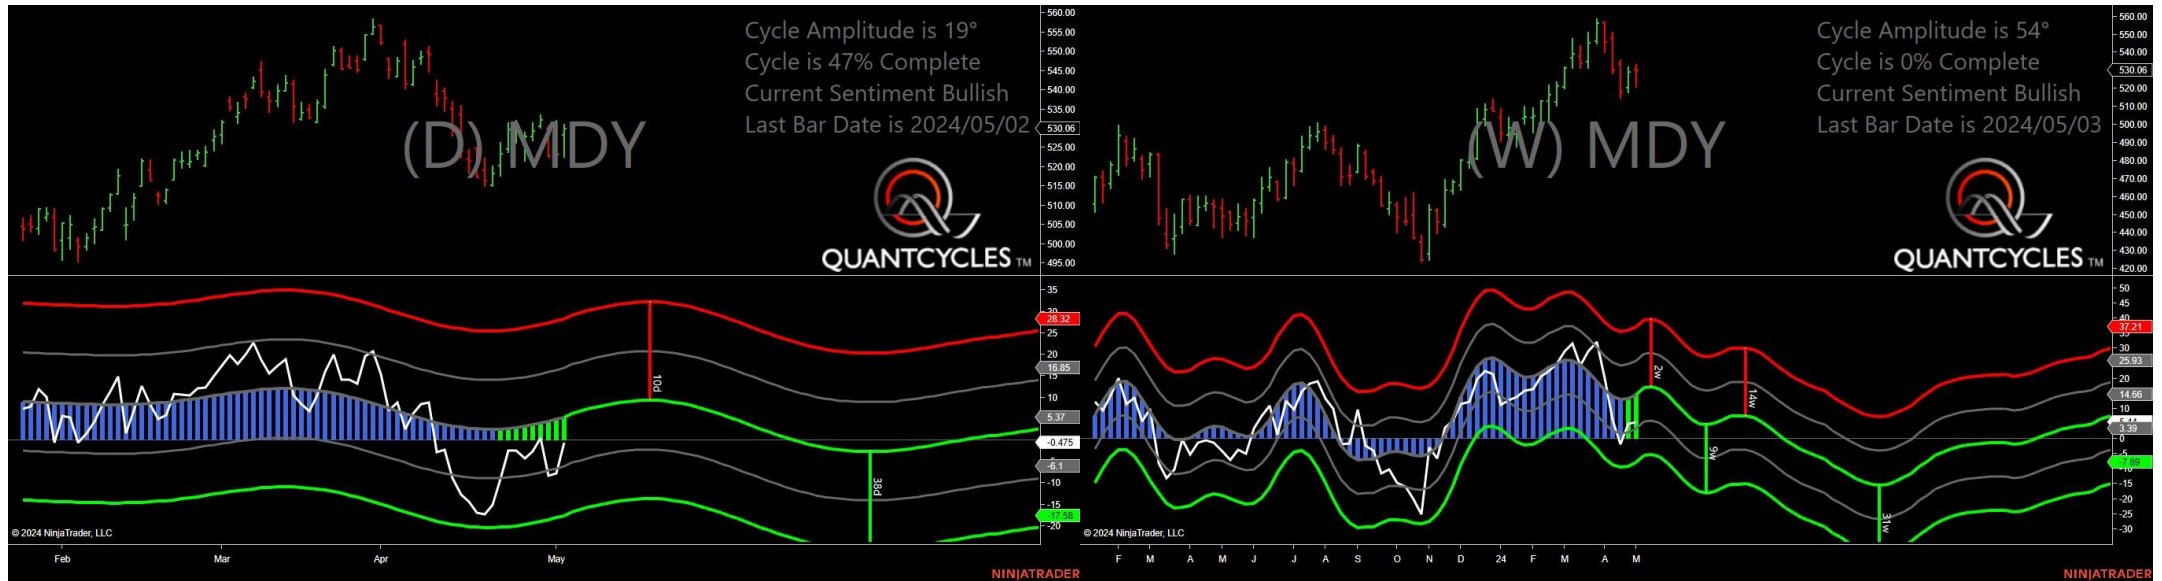 Cycle Amplitude is 19°
Cycle is 47% Complete
Current Sentiment Bullish
Last Bar Date is 2024/05/02
(D) MDY
QUANTCYCLES TM
560.00
555.00
550.00
545.00
540.00
535.00
530.06
525.00
520.00
515.00
510.00
505.00
500.00
495.00
35
28.32
25
20
16.85
15
10
5.37
-0.475
-6.1
-10
-15
-17.58
-20
10d
38d
© 2024 NinjaTrader, LLC
Feb
Mar
Apr
May
NINJATRADER
Cycle Amplitude is 54°
Cycle is 0% Complete
Current Sentiment Bullish
Last Bar Date is 2024/05/03
(W) MDY
QUANTCYCLES TM
560.00
550.00
540.00
530.06
520.00
510.00
500.00
490.00
480.00
470.00
460.00
450.00
440.00
430.00
420.00
50
45
40
37.21
30
25.93
20
14.66
10
3.39
0
-5
-7.89
-15
-20
-25
-30
2w
14w
9w
31w
© 2024 NinjaTrader, LLC
F
M
A
M
J
J
A
S
O
N
D
24
F
M
A
M
NINJATRADER